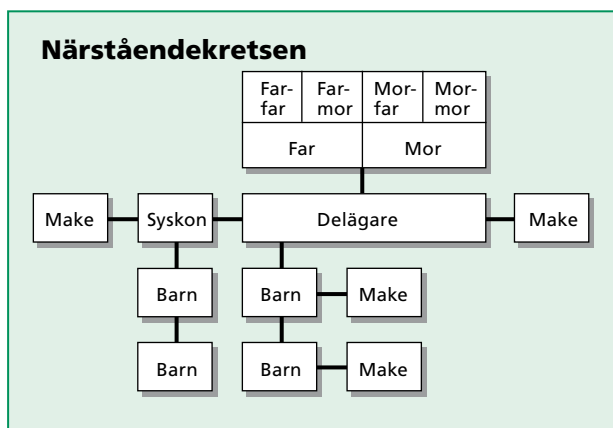 Närståendekretsen
Far-
far
Far-
mor
Mor-
far
Mor-
mor
Far
Mor
Make
Syskon
Delägare
Make
Barn
Barn
Make
Barn
Barn
Make